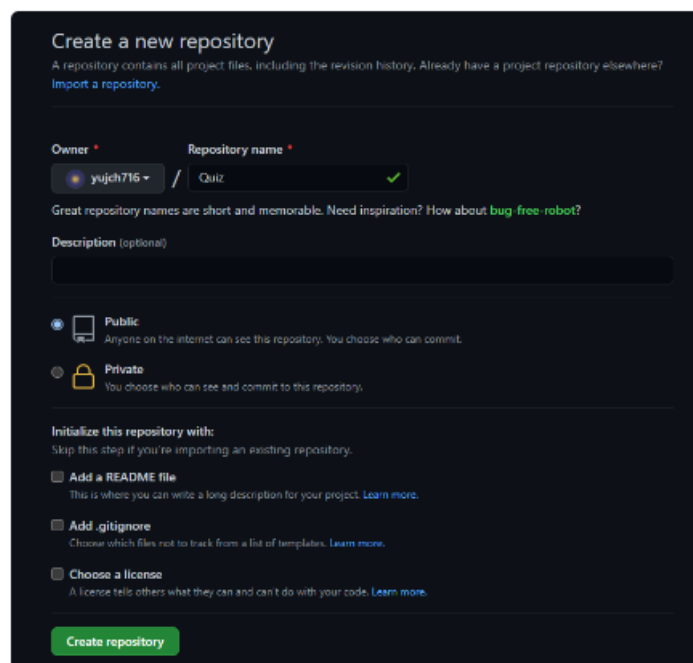 Create a new repository
A repository contains all project files, including the revision history. Already have a project repository elsewhere?
Import a repository.
Owner * Repository name *
yujch716 / Quiz
Great repository names are short and memorable. Need inspiration? How about bug-free-robot?
Description (optional)
Public
Anyone on the internet can see this repository. You choose who can commit.
Private
You choose who can see and commit to this repository.
Initialize this repository with:
Skip this step if you're importing an existing repository.
Add a README file
This is where you can write a long description for your project. Learn more.
Add .gitignore
Choose which files not to track from a list of templates. Learn more.
Choose a license
A license tells others what they can and can't do with your code. Learn more.
Create repository